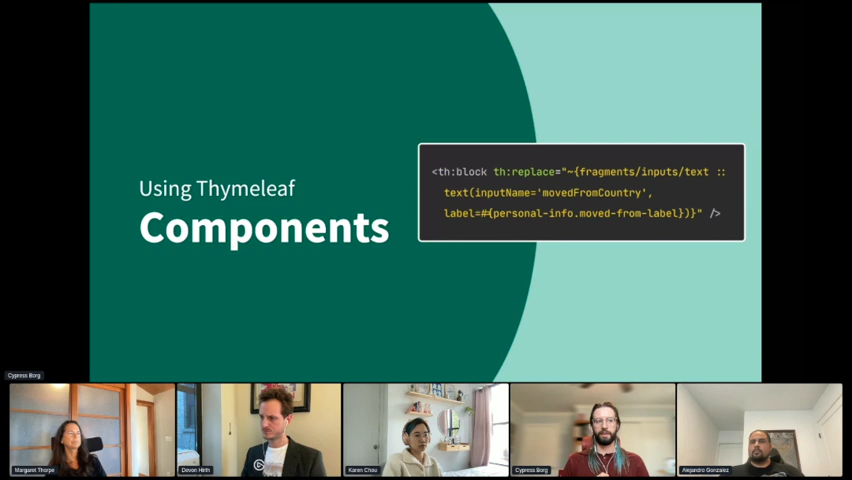 Using Thymeleaf
Components
<th:block th:replace="~{fragments/inputs/text ::
text(inputName='movedFromCountry',
label=#{personal-info.moved-from-label})}" />
Cypress Borg
Margaret Thorpe
Devon Hirth
Karen Chau
Cypress Borg
Alejandro Gonzalez